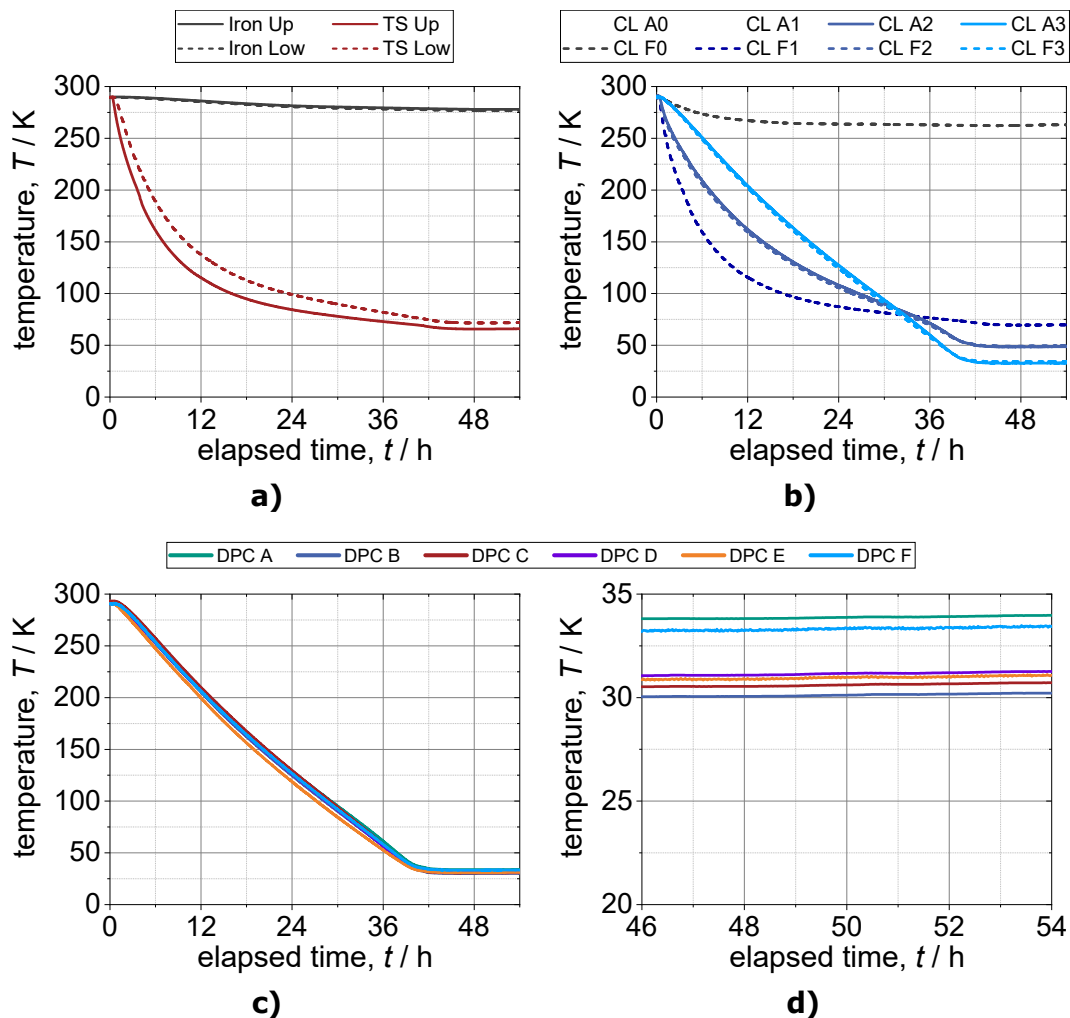 Iron Up TS Up
Iron Low TS Low
CL A0 CL A1 CL A2 CL A3
CL F0 CL F1 CL F2 CL F3
300
250
200
150
100
50
0
temperature, T / K
0 12 24 36 48
elapsed time, t / h
a)
300
250
200
150
100
50
0
temperature, T / K
0 12 24 36 48
elapsed time, t / h
b)
DPC A DPC B DPC C DPC D DPC E DPC F
300
250
200
150
100
50
0
temperature, T / K
0 12 24 36 48
elapsed time, t / h
c)
35
30
25
20
temperature, T / K
46 48 50 52 54
elapsed time, t / h
d)